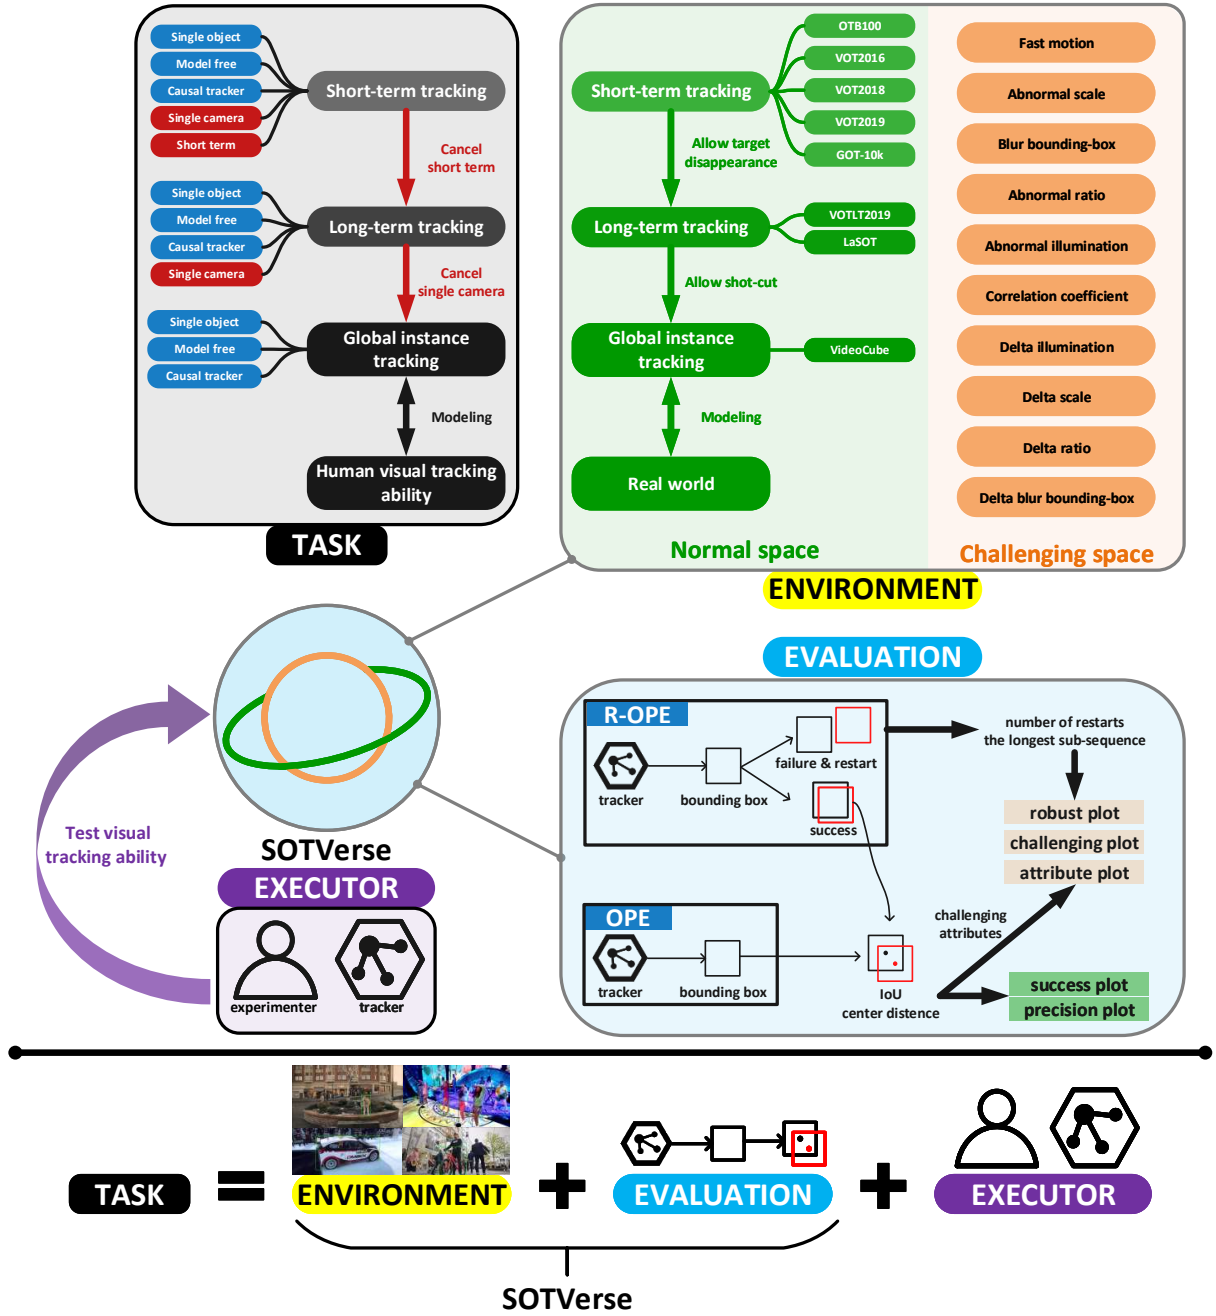 Single object
Model free
Causal tracker
Single camera
Short term
Short-term tracking
Cancel
short term
Single object
Model free
Causal tracker
Single camera
Long-term tracking
Cancel
single camera
Single object
Model free
Causal tracker
Global instance
tracking
Modeling
Human visual tracking
ability
TASK
Short-term tracking
OTB100
VOT2016
VOT2018
VOT2019
GOT-10k
Allow target
disappearance
Long-term tracking
VOTLT2019
LaSOT
Allow shot-cut
Global instance
tracking
VideoCube
Modeling
Real world
Normal space
Fast motion
Abnormal scale
Blur bounding-box
Abnormal ratio
Abnormal illumination
Correlation coefficient
Delta illumination
Delta scale
Delta ratio
Delta blur bounding-box
Challenging space
ENVIRONMENT
EVALUATION
R-OPE
tracker
bounding box
failure & restart
success
number of restarts
the longest sub-sequence
robust plot
challenging plot
attribute plot
OPE
tracker
bounding box
IoU
center distence
challenging
attributes
success plot
precision plot
Test visual
tracking ability
SOTVerse
EXECUTOR
experimenter
tracker
TASK
=
ENVIRONMENT
+
EVALUATION
+
EXECUTOR
SOTVerse